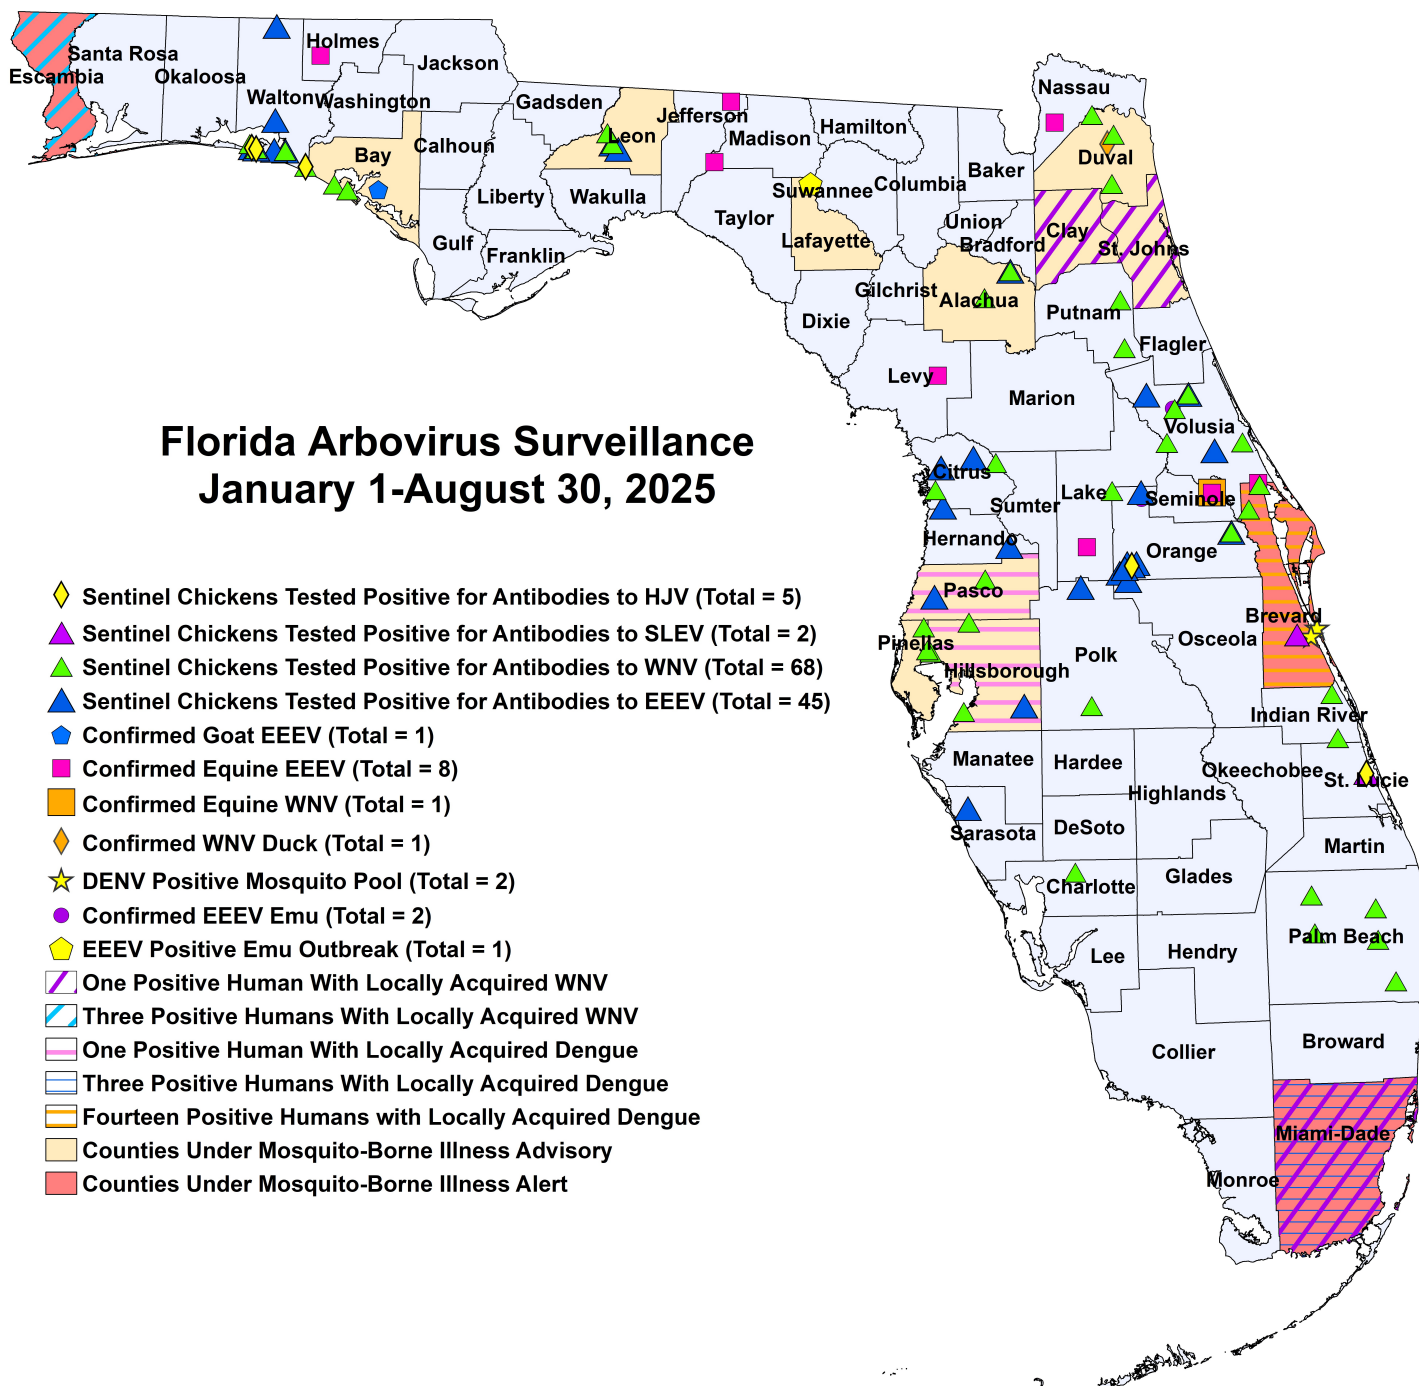 Holmes
Santa Rosa
Jackson
Escambia
Okaloosa
Nassau
Walton
Washington
Gadsden
Jefferson
Leon
Madison
Hamilton
Calhoun
Bay
Duval
Baker
Suwannee
Columbia
Liberty
Wakulla
Taylor
Union
Clay
Gulf
Lafayette
Bradford
St. Johns
Franklin
Gilchrist
Alachua
Putnam
Dixie
Flagler
Levy
Marion
Volusia
Florida Arbovirus Surveillance
January 1-August 30, 2025
Citrus
Lake
Seminole
Sumter
Hernando
Orange
Pasco
Brevard
Osceola
Pinellas
Polk
Hillsborough
Indian River
Manatee
Hardee
Okeechobee
St. Lucie
Highlands
Sarasota
DeSoto
Martin
Charlotte
Glades
Palm Beach
Lee
Hendry
Collier
Broward
Miami-Dade
Monroe
Sentinel Chickens Tested Positive for Antibodies to HJV (Total = 5)
Sentinel Chickens Tested Positive for Antibodies to SLEV (Total = 2)
Sentinel Chickens Tested Positive for Antibodies to WNV (Total = 68)
Sentinel Chickens Tested Positive for Antibodies to EEEV (Total = 45)
Confirmed Goat EEEV (Total = 1)
Confirmed Equine EEEV (Total = 8)
Confirmed Equine WNV (Total = 1)
Confirmed WNV Duck (Total = 1)
DENV Positive Mosquito Pool (Total = 2)
Confirmed EEEV Emu (Total = 2)
EEEV Positive Emu Outbreak (Total = 1)
One Positive Human With Locally Acquired WNV
Three Positive Humans With Locally Acquired WNV
One Positive Human With Locally Acquired Dengue
Three Positive Humans With Locally Acquired Dengue
Fourteen Positive Humans with Locally Acquired Dengue
Counties Under Mosquito-Borne Illness Advisory
Counties Under Mosquito-Borne Illness Alert